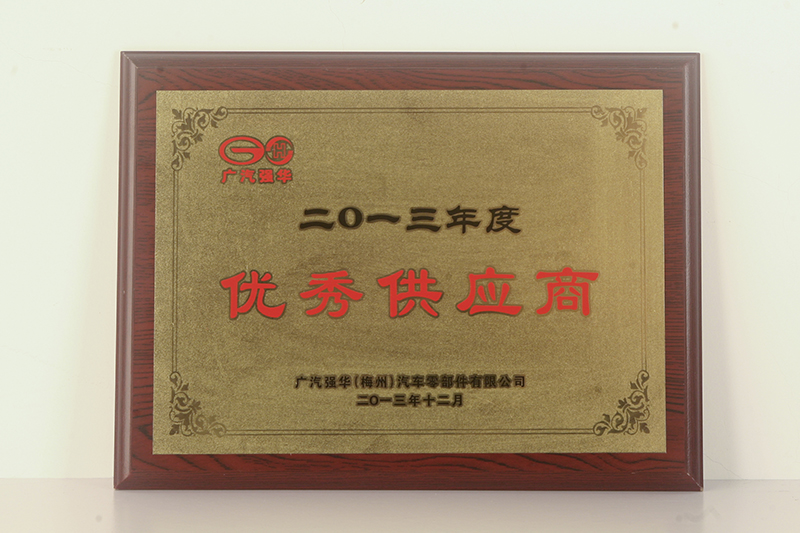 广汽强华
二〇一三年度
优秀供应商
广汽强华(梅州)汽车零部件有限公司
二〇一三年十二月